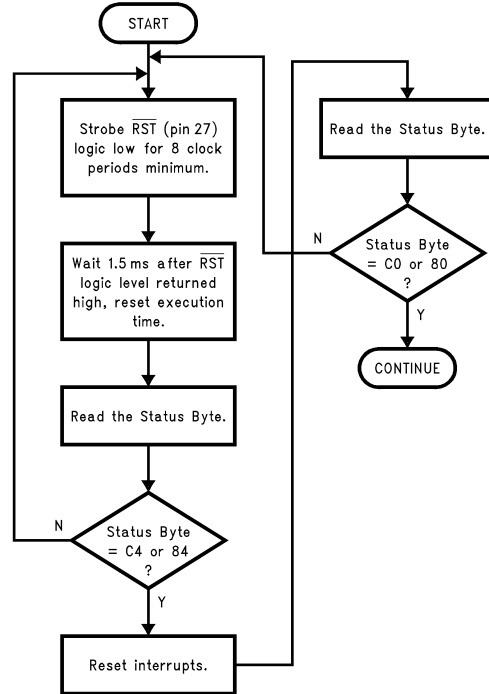 START
Strobe R̅S̅T̅ (pin 27)
logic low for 8 clock
periods minimum.
Wait 1.5 ms after R̅S̅T̅
logic level returned
high, reset execution
time.
Read the Status Byte.
Status Byte
= C4 or 84
?
N
Y
Reset interrupts.
Read the Status Byte.
Status Byte
= C0 or 80
?
N
Y
CONTINUE